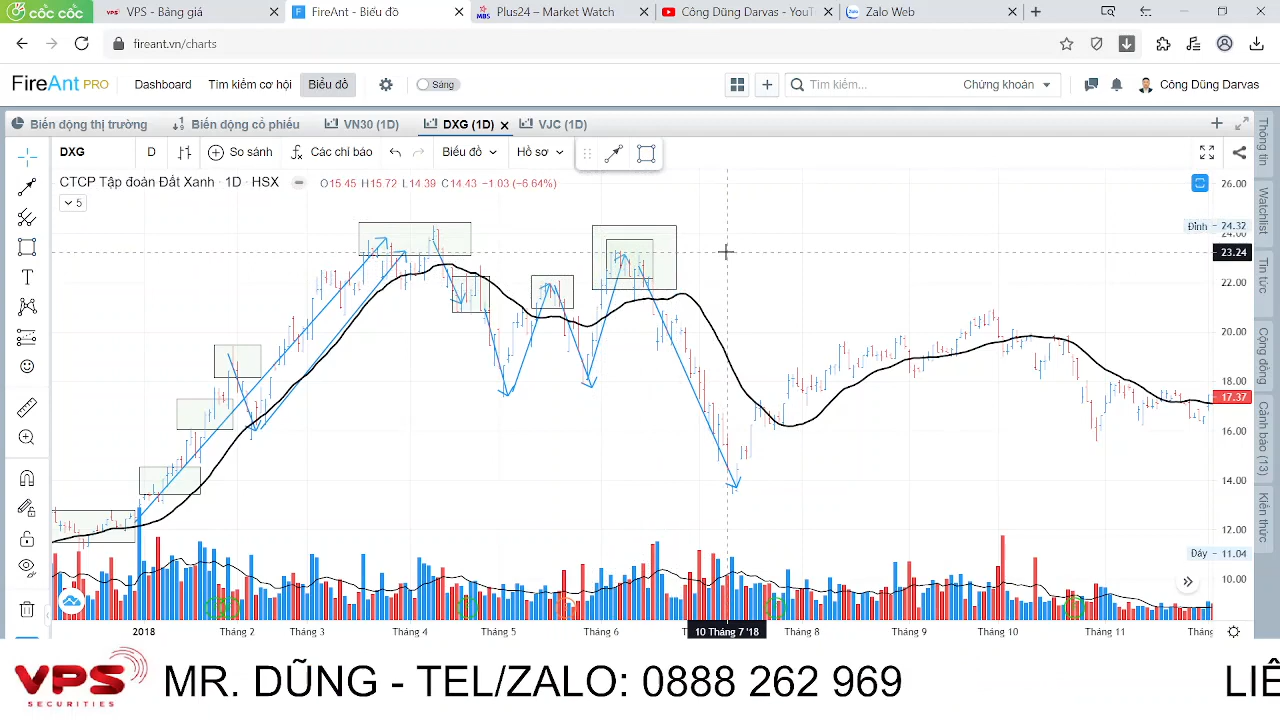 cốc cốc
VPS - Bảng giá
FireAnt - Biểu đồ
MBS Plus24 – Market Watch
Công Dũng Darvas - YouT
Zalo Web
fireant.vn/charts
FireAnt PRO
Dashboard
Tìm kiếm cơ hội
Biểu đồ
Sáng
Tìm kiếm...
Chứng khoán
Công Dũng Darvas
Biến động thị trường
Biến động cổ phiếu
VN30 (1D)
DXG (1D)
VJC (1D)
DXG
D
So sánh
Các chỉ báo
Biểu đồ
Hồ sơ
CTCP Tập đoàn Đất Xanh · 1D · HSX
O15.45 H15.72 L14.39 C14.43 −1.03 (−6.64%)
5
26.00
Đỉnh 24.32
24.00
23.24
22.00
20.00
18.00
17.37
16.00
14.00
12.00
Đáy 11.04
10.00
Thông tin
Watchlist
Tin tức
Cộng đồng
Cảnh báo (13)
Kiến thức
2018
Tháng 2
Tháng 3
Tháng 4
Tháng 5
Tháng 6
10 Tháng 7 '18
Tháng 8
Tháng 9
Tháng 10
Tháng 11
Tháng
VPS
SECURITIES
MR. DŨNG - TEL/ZALO: 0888 262 969
LIÊ